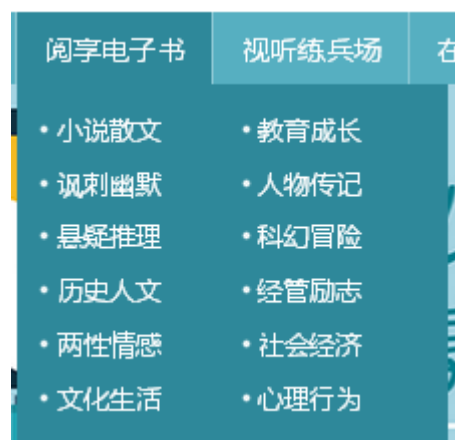 阅享电子书 视听练兵场 在
小说散文 教育成长
讽刺幽默 人物传记
悬疑推理 科幻冒险
历史人文 经管励志
两性情感 社会经济
文化生活 心理行为